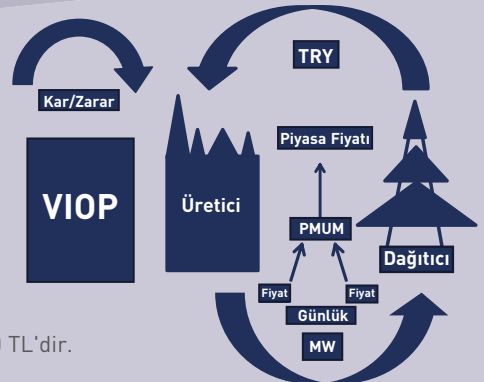 TRY
Kar/Zarar
Piyasa Fiyatı
VIOP
Üretici
PMUM
Dağıtıcı
Fiyat
Fiyat
Günlük
MW
TL'dir.